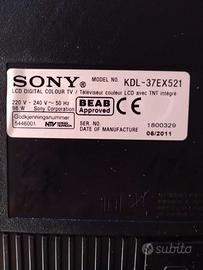 SONY
MODEL NO. KDL-37EX521
LCD DIGITAL COLOUR TV / Téléviseur couleur LCD avec TNT intégré
220 V - 240 V ~ 50 Hz
98 W Sony Corporation
BEAB
Approved
Godkjenningsnummer
5446001
SER. NO. 1800329
DATE OF MANUFACTURE 06/2011
subito